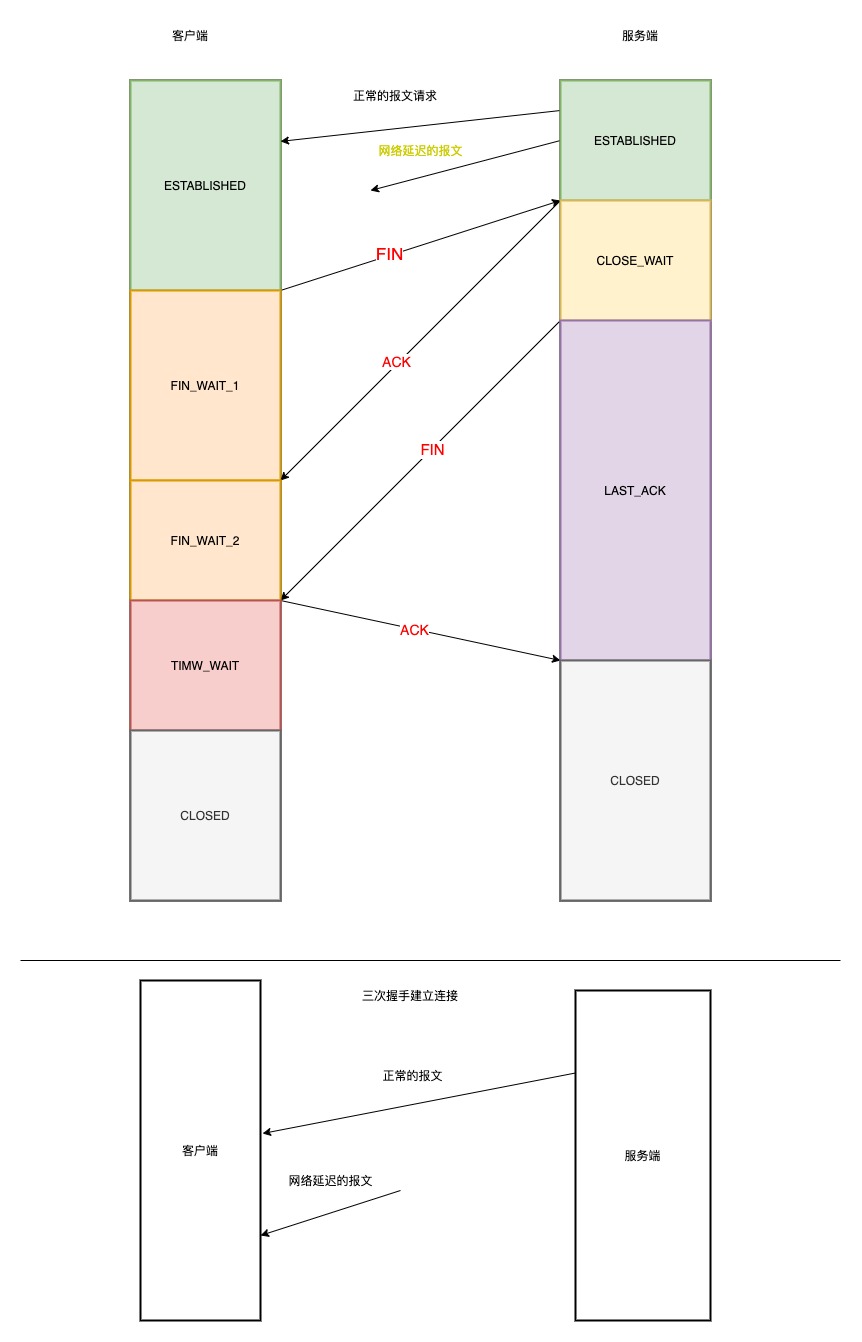 客户端
服务端
正常的报文请求
网络延迟的报文
ESTABLISHED
ESTABLISHED
FIN
CLOSE_WAIT
ACK
FIN_WAIT_1
FIN
LAST_ACK
FIN_WAIT_2
ACK
TIMW_WAIT
CLOSED
CLOSED
三次握手建立连接
正常的报文
客户端
服务端
网络延迟的报文